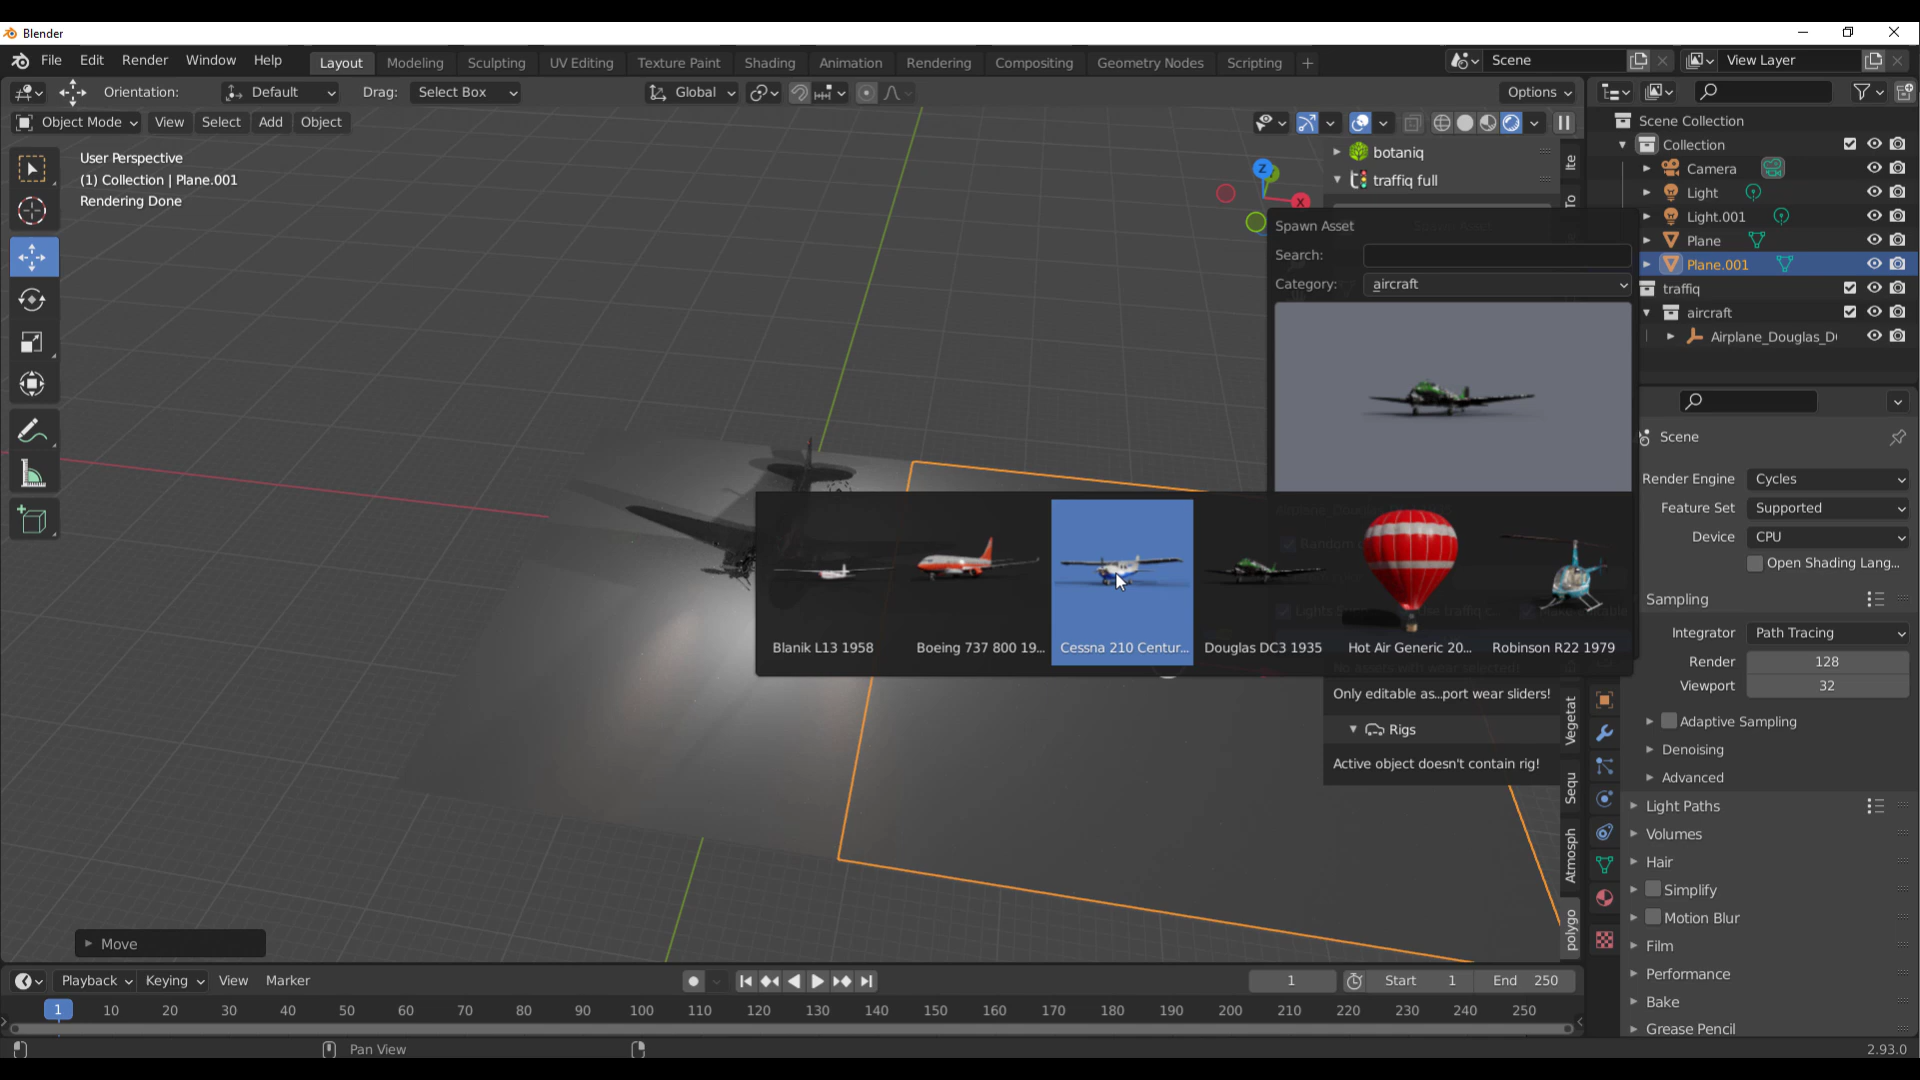 Blender
File Edit Render Window Help Layout Modeling Sculpting UV Editing Texture Paint Shading Animation Rendering Compositing Geometry Nodes Scripting + Scene View Layer
Orientation: Default Drag: Select Box Global Options
Object Mode View Select Add Object
User Perspective
(1) Collection | Plane.001
Rendering Done
botaniq
traffiq full
Z
X
Spawn Asset
Search:
Category: aircraft
Scene Collection
Collection
Camera
Light
Light.001
Plane
Plane.001
traffiq
aircraft
Airplane_Douglas_D
Blanik L13 1958
Boeing 737 800 19...
Cessna 210 Centur...
Douglas DC3 1935
Hot Air Generic 20...
Robinson R22 1979
Only editable as...port wear sliders!
Rigs
Active object doesn't contain rig!
Vegetat
Sequ
Atmosph
polygo
Scene
Render Engine Cycles
Feature Set Supported
Device CPU
Open Shading Lang...
Sampling
Integrator Path Tracing
Render 128
Viewport 32
Adaptive Sampling
Denoising
Advanced
Light Paths
Volumes
Hair
Simplify
Motion Blur
Film
Performance
Bake
Grease Pencil
Move
Playback Keying View Marker 1 Start 1 End 250
1 10 20 30 40 50 60 70 80 90 100 110 120 130 140 150 160 170 180 190 200 210 220 230 240 250
Pan View
2.93.0